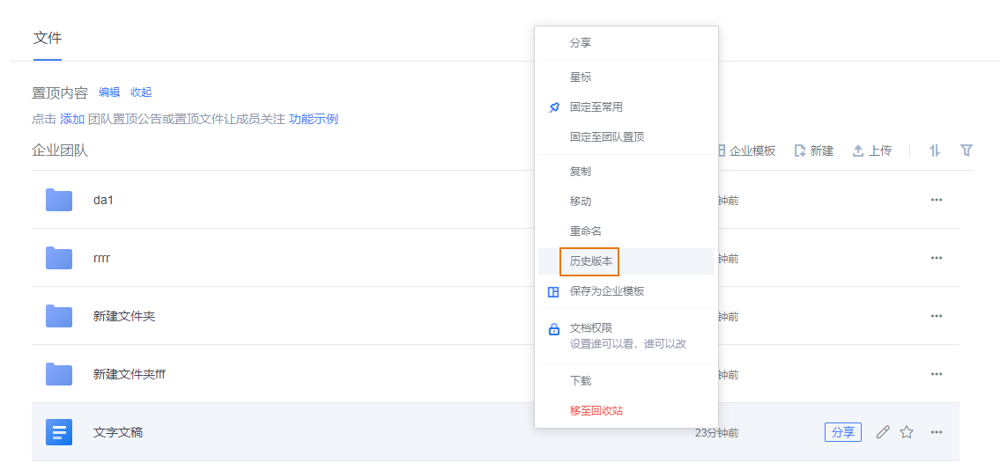 文件
置顶内容 编辑 收起
点击 添加 团队置顶公告或置顶文件让成员关注 功能示例
企业团队
企业模板 新建 上传
da1
钟前
rrrr
钟前
新建文件夹
钟前
新建文件夹fff
钟前
文字文稿
23分钟前
分享
分享
星标
固定至常用
固定至团队置顶
复制
移动
重命名
历史版本
保存为企业模板
文档权限
设置谁可以看，谁可以改
下载
移至回收站